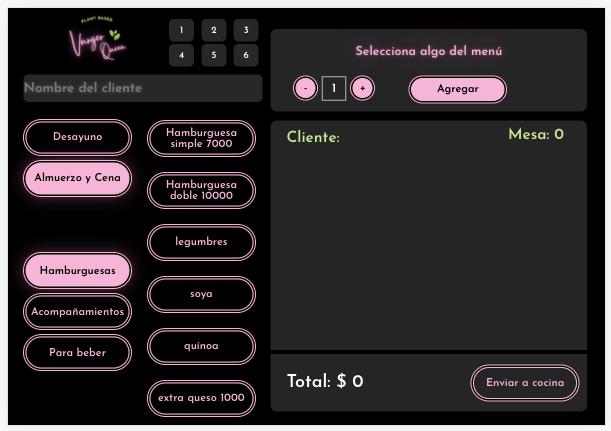 PLANT BASED
Vurger
Queen
1 2 3
4 5 6
Nombre del cliente
Desayuno
Almuerzo y Cena
Hamburguesas
Acompañamientos
Para beber
Hamburguesa
simple 7000
Hamburguesa
doble 10000
legumbres
soya
quinoa
extra queso 1000
Selecciona algo del menú
- 1 + Agregar
Cliente: Mesa: 0
Total: $ 0 Enviar a cocina